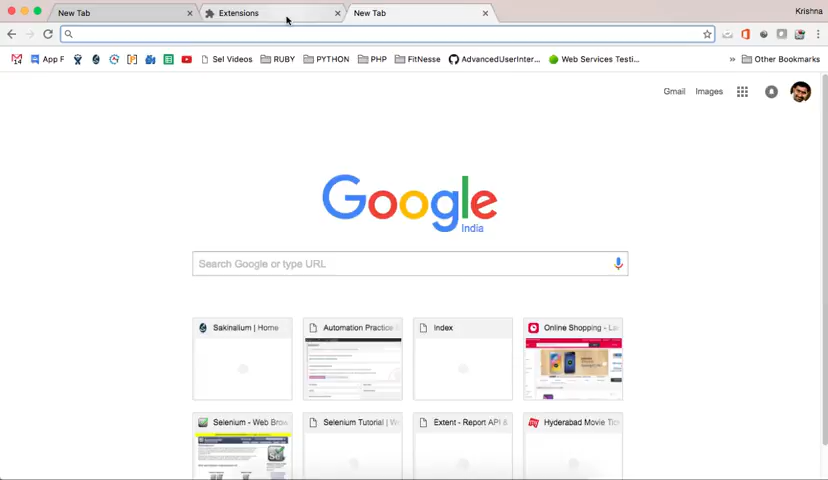 New Tab
Extensions
New Tab
Krishna
14
App F
Sel Videos
RUBY
PYTHON
PHP
FitNesse
AdvancedUserInter...
Web Services Testi...
»
Other Bookmarks
Gmail
Images
Google
India
Search Google or type URL
Sakinalium | Home
Automation Practice
Index
Online Shopping - La
Selenium - Web Brow
Selenium Tutorial | W
Extent - Report API &
Hyderabad Movie Tic